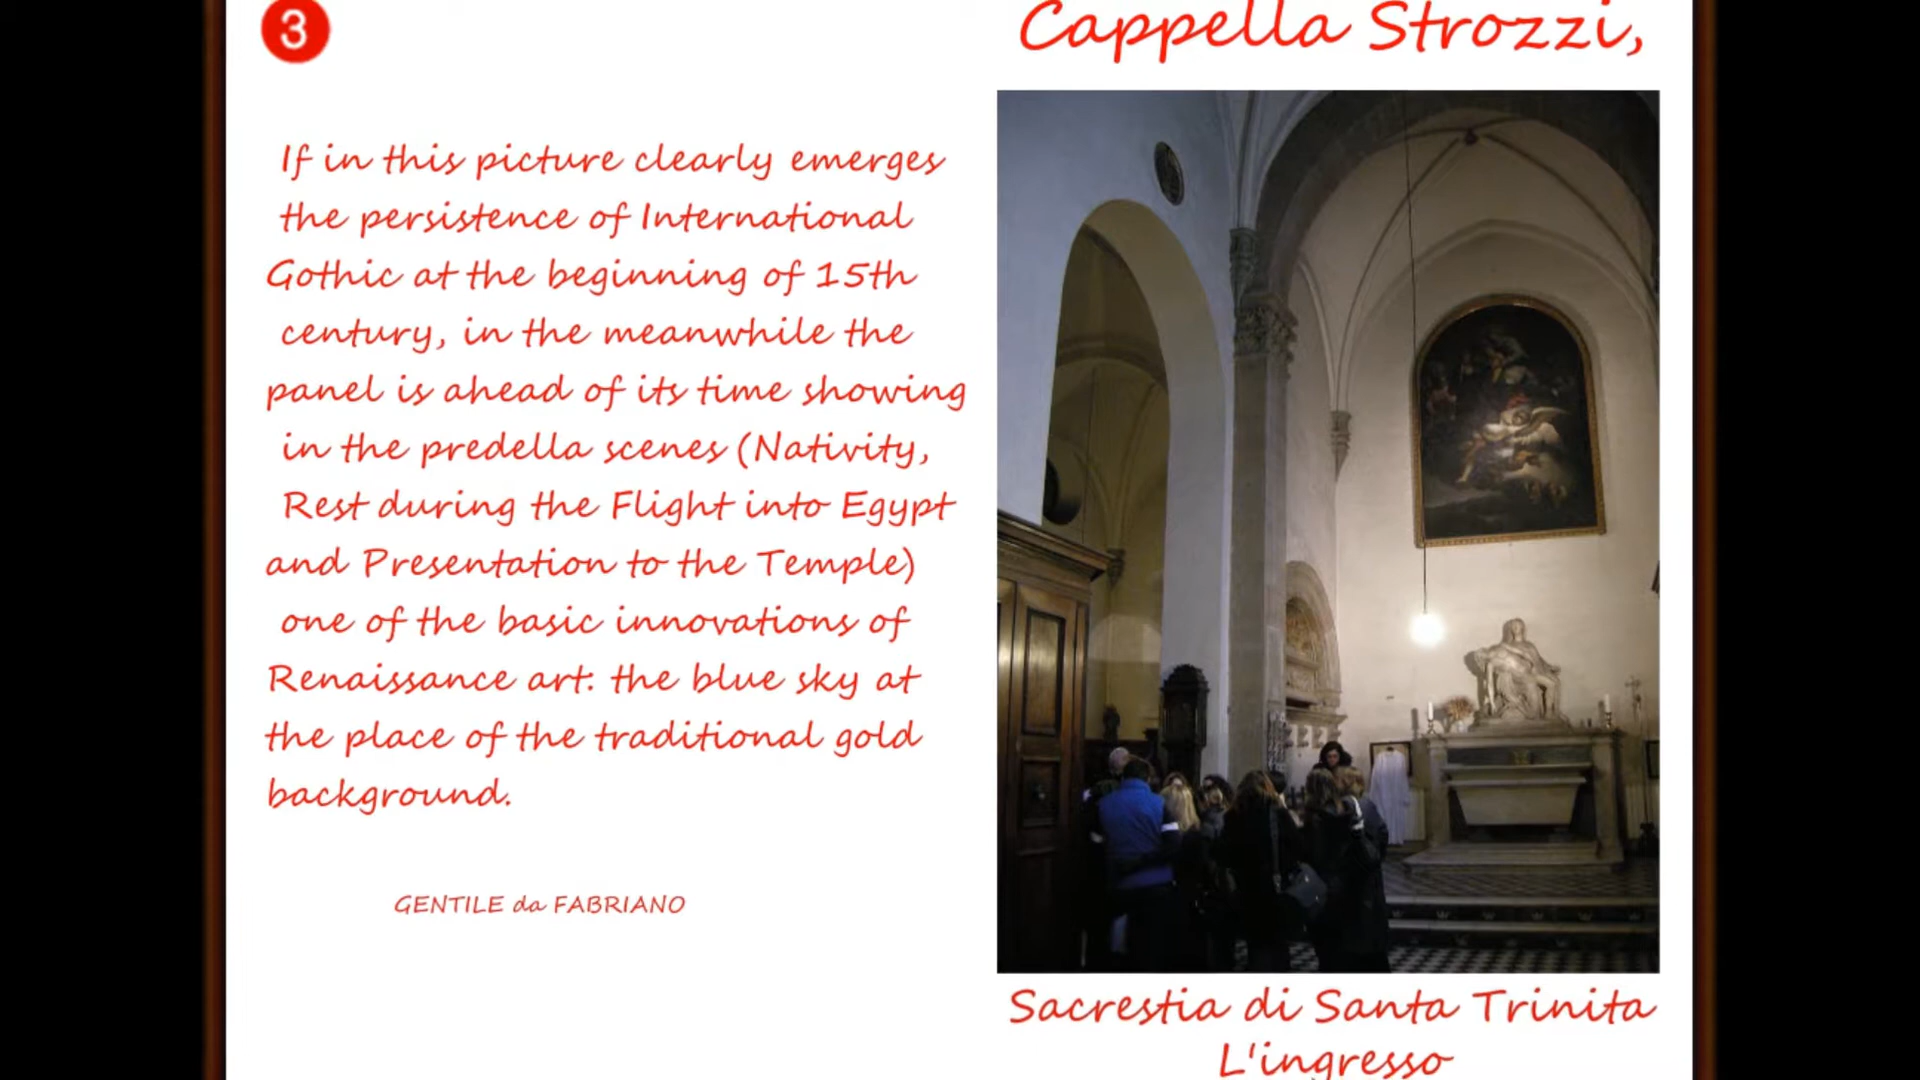 3
If in this picture clearly emerges
the persistence of International
Gothic at the beginning of 15th
century, in the meanwhile the
panel is ahead of its time showing
in the predella scenes (Nativity,
Rest during the Flight into Egypt
and Presentation to the Temple)
one of the basic innovations of
Renaissance art: the blue sky at
the place of the traditional gold
background.
GENTILE da FABRIANO
Cappella Strozzi,
Sacrestia di Santa Trinita
L'ingresso